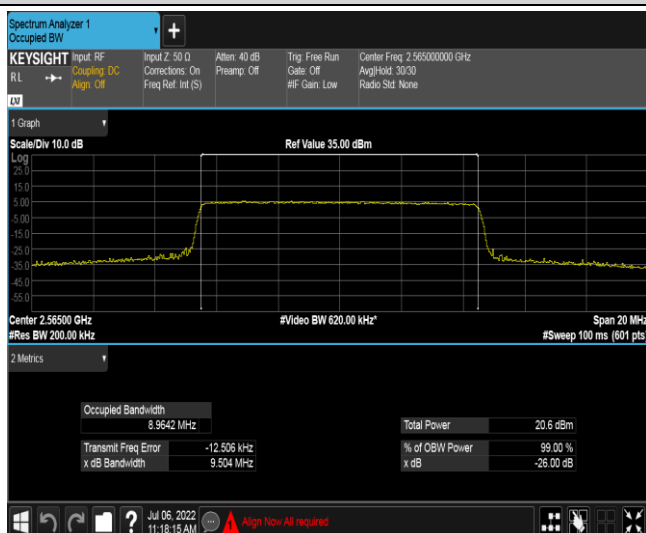 Spectrum Analyzer 1
Occupied BW
+
KEYSIGHT Input: RF Input Z: 50 Ω Atten: 40 dB Trig: Free Run Center Freq: 2.565000000 GHz
RL Coupling: DC Corrections: On Preamp: Off Gate: Off Avg|Hold: 30/30
Align: Off Freq Ref: Int (S) #IF Gain: Low Radio Std: None
LXI
1 Graph
Scale/Div 10.0 dB Ref Value 35.00 dBm
Log
25.0
15.0
5.00
-5.00
-15.0
-25.0
-35.0
-45.0
-55.0
Center 2.56500 GHz #Video BW 620.00 kHz* Span 20 MHz
#Res BW 200.00 kHz #Sweep 100 ms (601 pts)
2 Metrics
Occupied Bandwidth
8.9642 MHz Total Power 20.6 dBm
Transmit Freq Error -12.506 kHz % of OBW Power 99.00 %
x dB Bandwidth 9.504 MHz x dB -26.00 dB
? Jul 06, 2022
11:18:15 AM Align Now All required